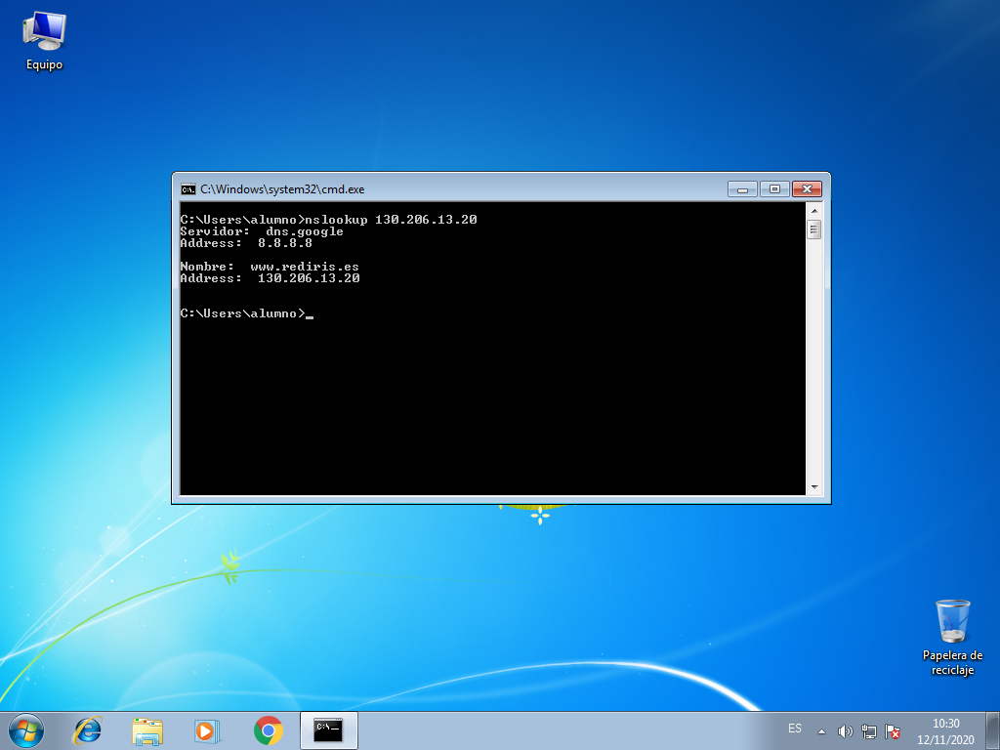 Equipo
C:\Windows\system32\cmd.exe
C:\Users\alumno>nslookup 130.206.13.20
Servidor:  dns.google
Address:  8.8.8.8
Nombre:  www.rediris.es
Address:  130.206.13.20
C:\Users\alumno>_
Papelera de
reciclaje
ES
10:30
12/11/2020